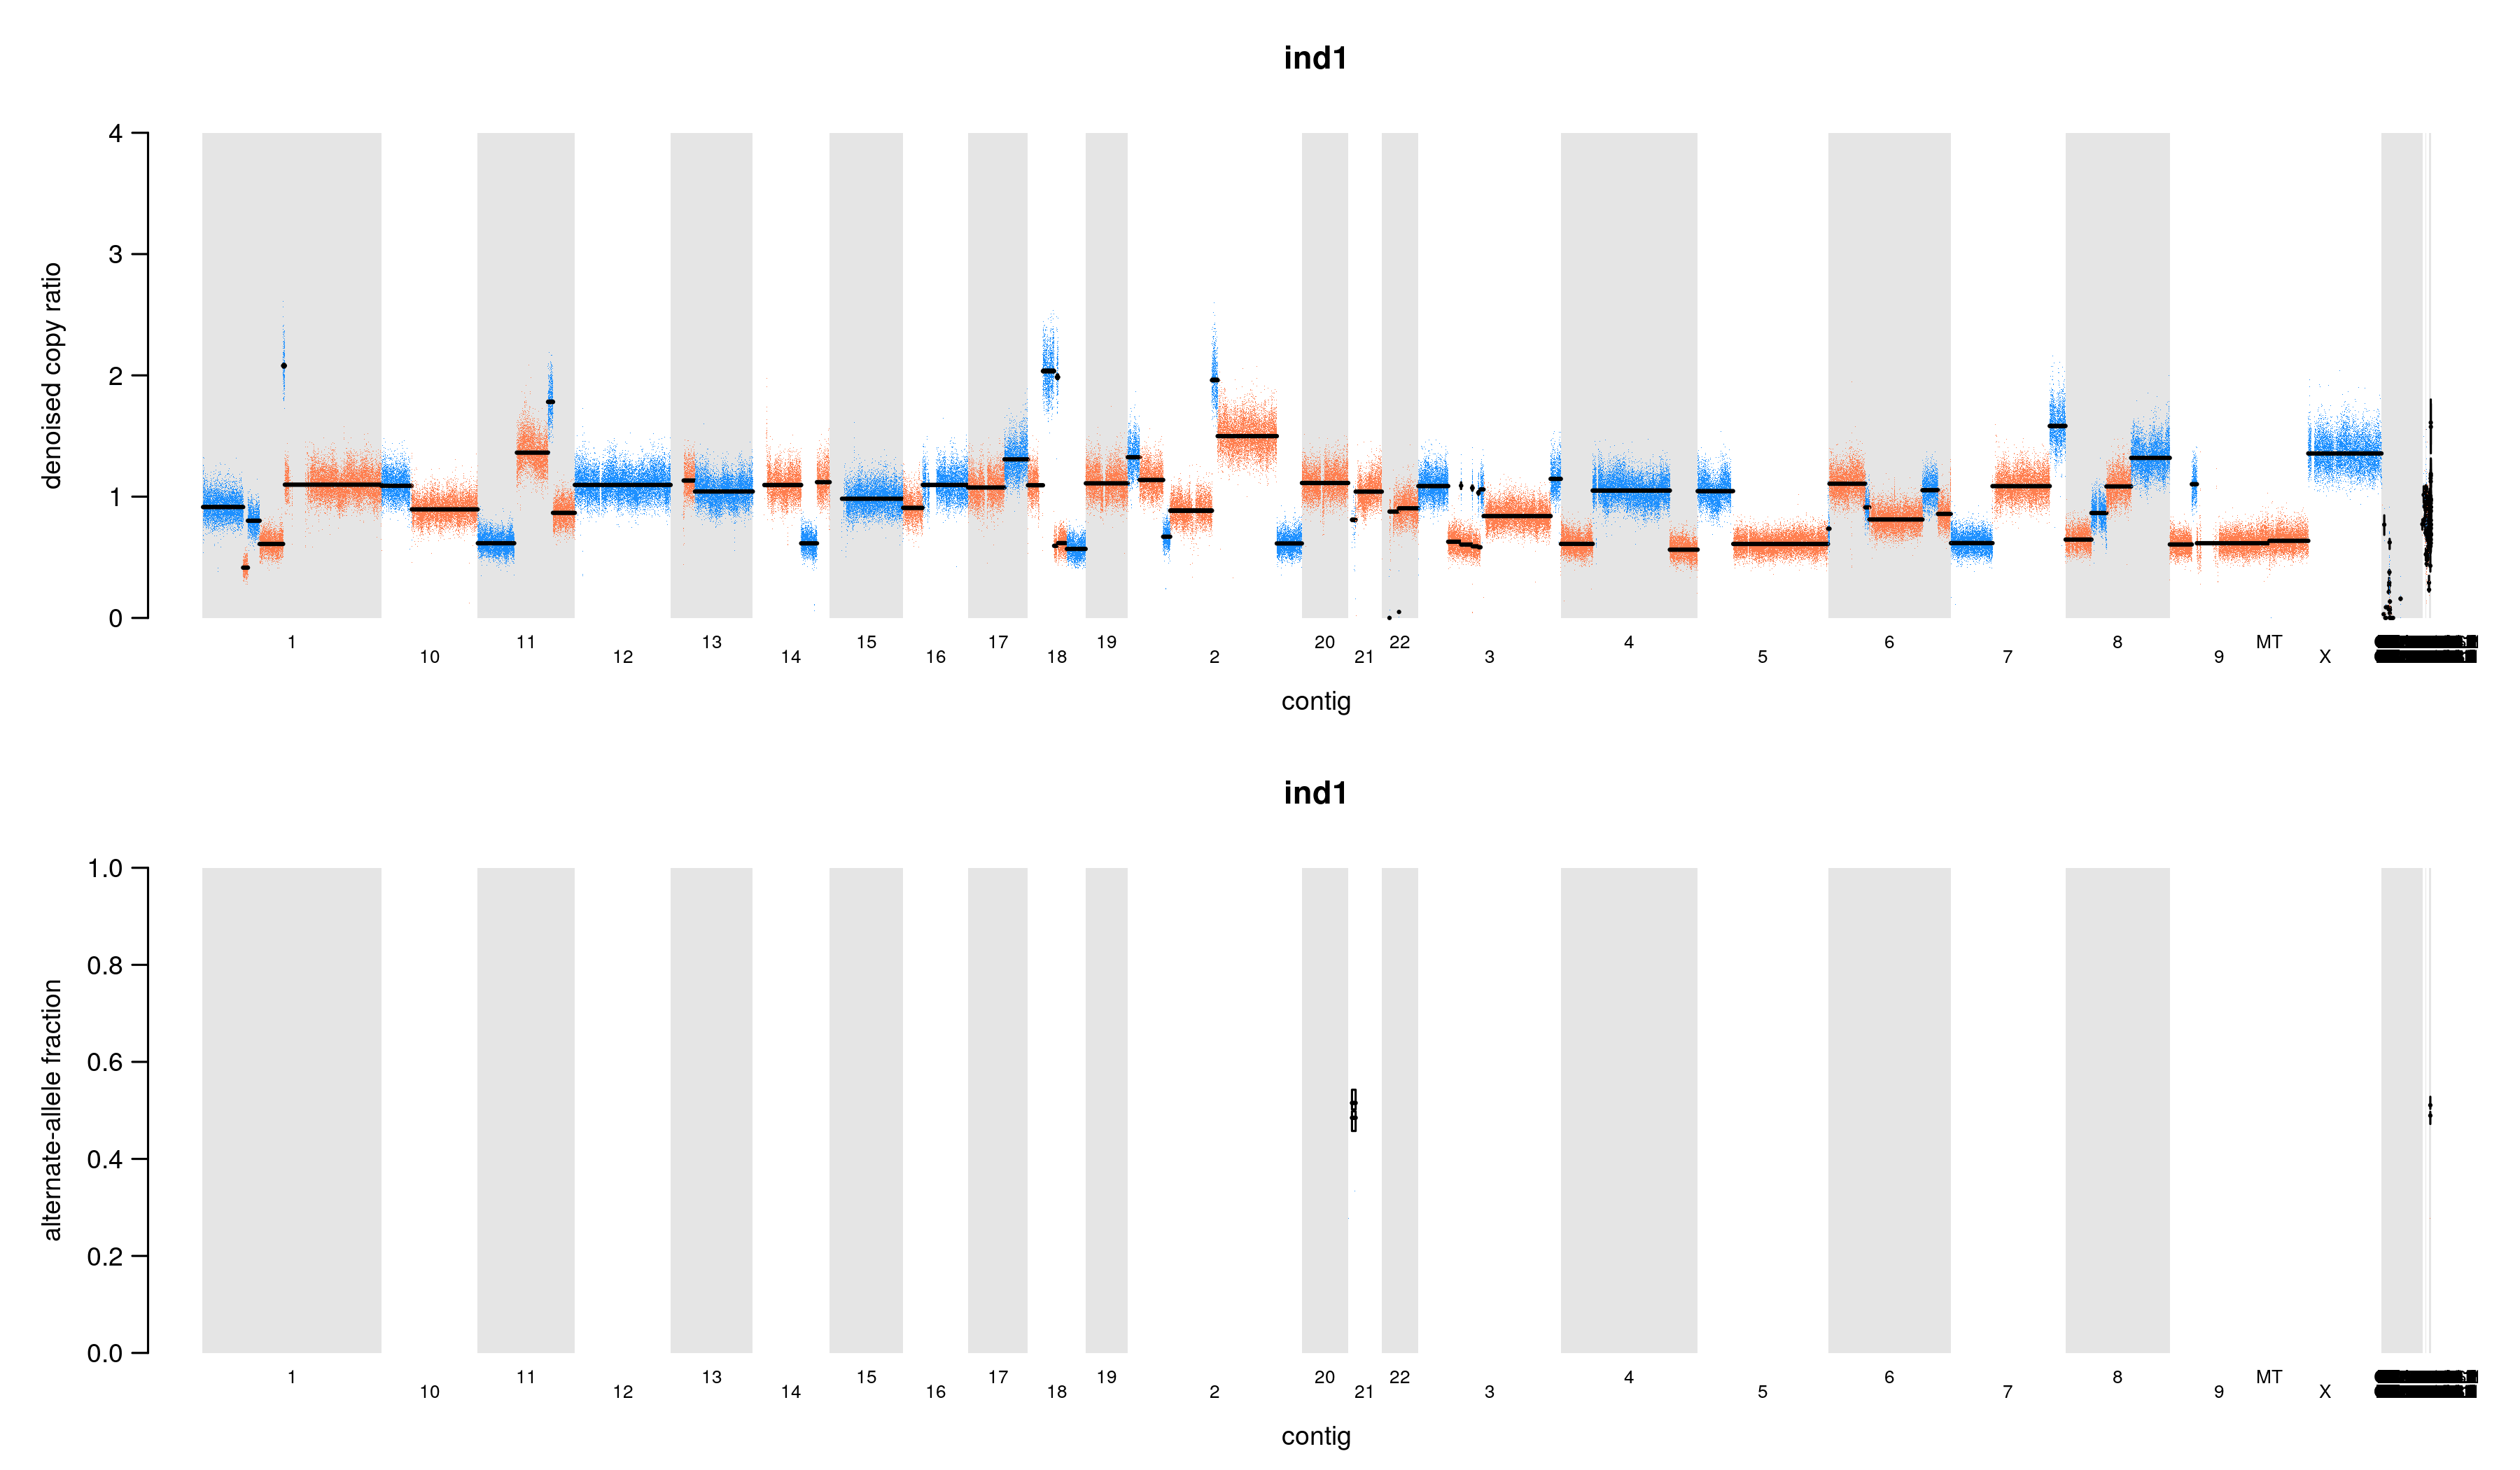 ind1
4
3
2
1
0
denoised copy ratio
1 11 13 15 17 19 20 22 4 6 8 MT
10 12 14 16 18 2 21 3 5 7 9 X
contig
ind1
1.0
0.8
0.6
0.4
0.2
0.0
alternate-allele fraction
1 11 13 15 17 19 20 22 4 6 8
10 12 14 16 18 2 21 3 5 7 9 MT X
contig